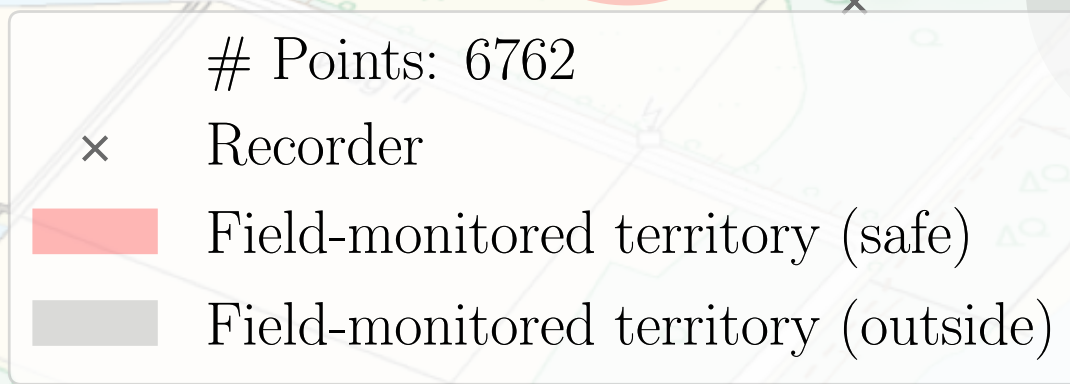 # Points: 6762
Recorder
Field-monitored territory (safe)
Field-monitored territory (outside)